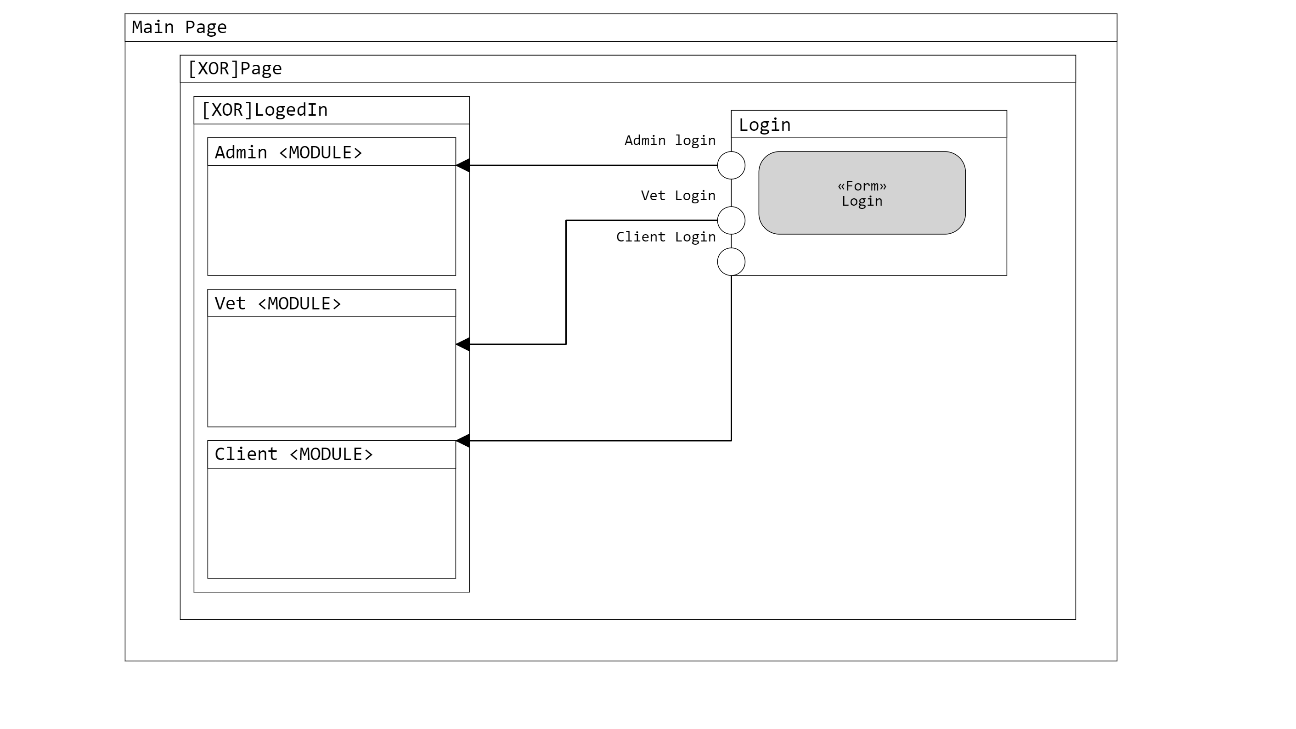 Main Page
[XOR]Page
[XOR]LogedIn
Admin <MODULE>
Vet <MODULE>
Client <MODULE>
Admin login
Vet Login
Client Login
Login
«Form»
Login